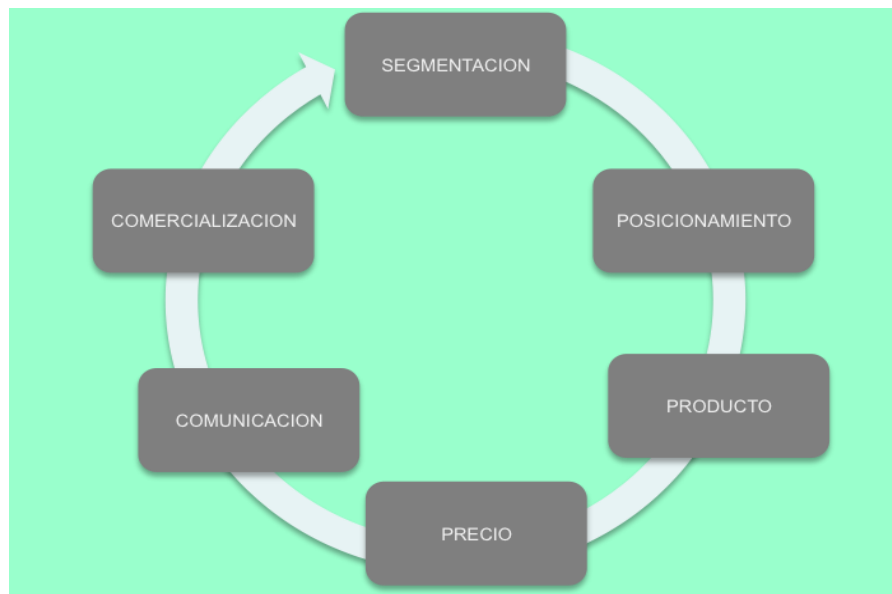 SEGMENTACION
POSICIONAMIENTO
PRODUCTO
PRECIO
COMUNICACION
COMERCIALIZACION